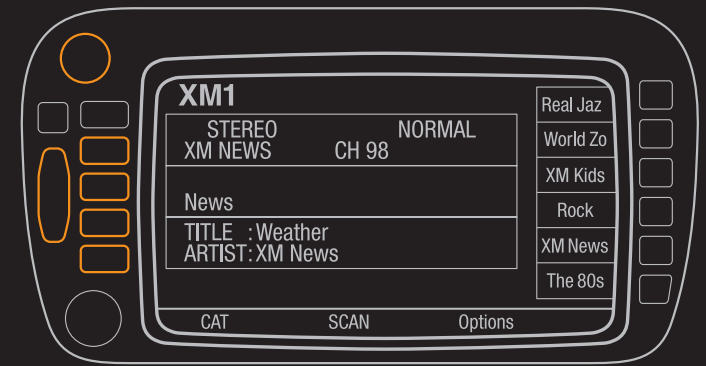 XM1
STEREO NORMAL
XM NEWS CH 98
News
TITLE : Weather
ARTIST: XM News
Real Jaz
World Zo
XM Kids
Rock
XM News
The 80s
CAT SCAN Options